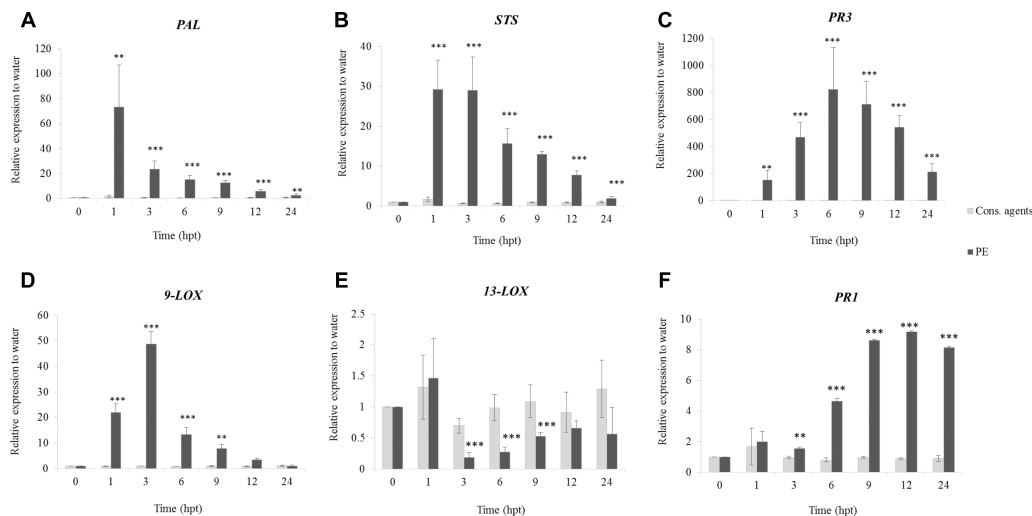 A
PAL
Relative expression to water
120
100
80
60
40
20
0
**
***
***
***
***
**
0 1 3 6 9 12 24
Time (hpt)
B
STS
Relative expression to water
40
30
20
10
0
***
***
***
***
***
***
0 1 3 6 9 12 24
Time (hpt)
C
PR3
Relative expression to water
1200
1000
800
600
400
200
0
**
***
***
***
***
***
0 1 3 6 9 12 24
Time (hpt)
Cons. agents
PE
D
9-LOX
Relative expression to water
60
50
40
30
20
10
0
***
***
***
**
0 1 3 6 9 12 24
Time (hpt)
E
13-LOX
Relative expression to water
2.5
2
1.5
1
0.5
0
***
***
***
0 1 3 6 9 12 24
Time (hpt)
F
PR1
Relative expression to water
10
8
6
4
2
0
**
***
***
***
***
0 1 3 6 9 12 24
Time (hpt)